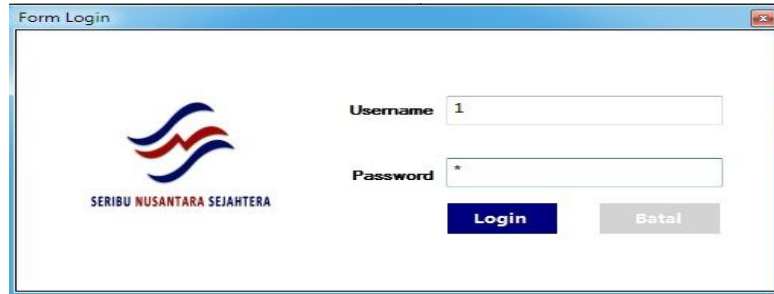 Form Login
Username 1
Password *
SERIBU NUSANTARA SEJAHTERA
Login Batal